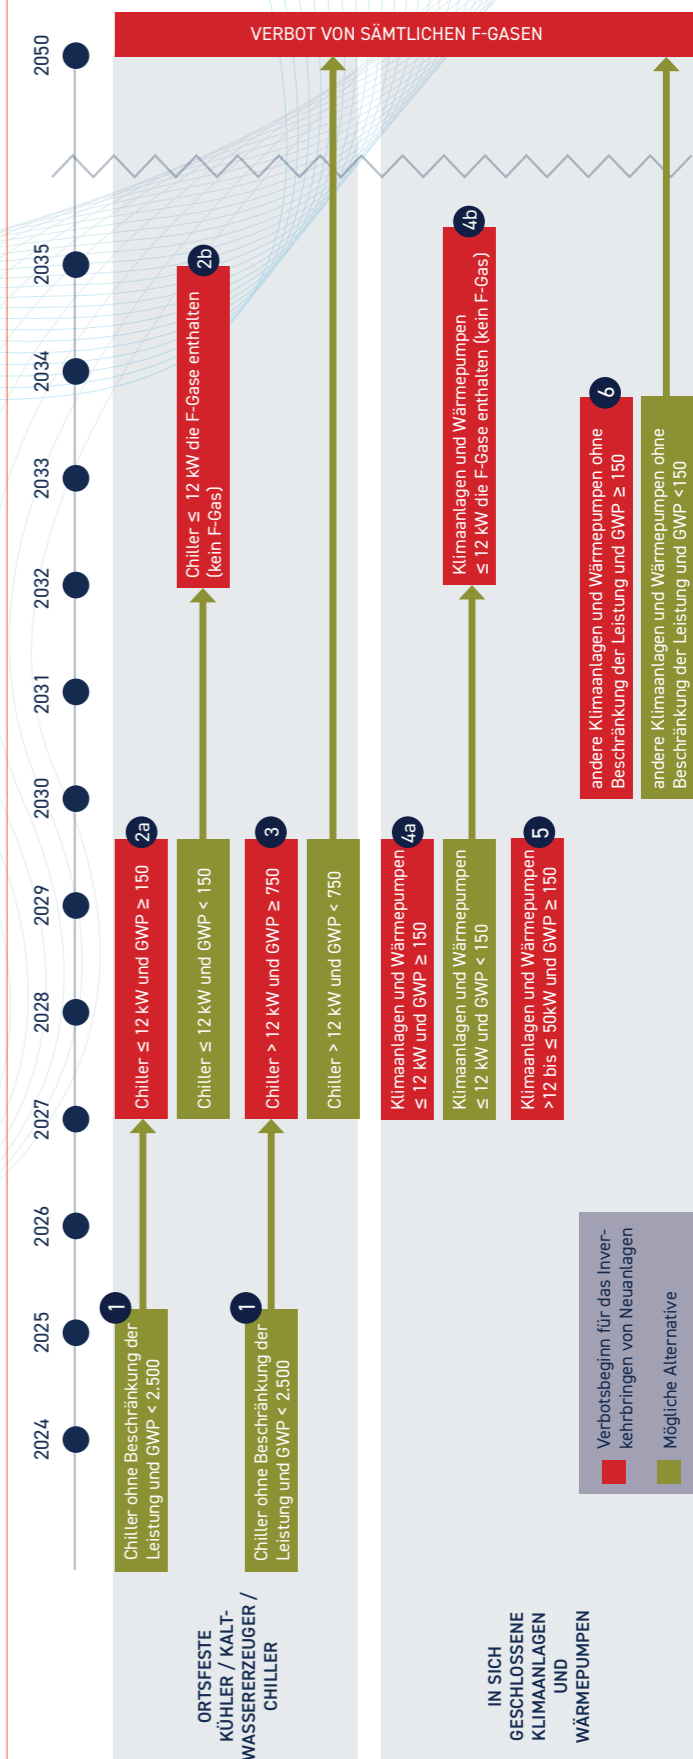 2024
2025
2026
2027
2028
2029
2030
2031
2032
2033
2034
2035
2050
ORTSFESTE
KÜHLER / KALT-
WASSERERZEUGER /
CHILLER
Chiller ohne Beschränkung der
Leistung und GWP < 2.500
1
Chiller ≤ 12 kW und GWP ≥ 150
2a
Chiller ≤ 12 kW und GWP < 150
Chiller ≤ 12 kW die F-Gase enthalten
(kein F-Gas)
2b
Chiller ohne Beschränkung der
Leistung und GWP < 2.500
1
Chiller > 12 kW und GWP ≥ 750
3
Chiller > 12 kW und GWP < 750
VERBOT VON SÄMTLICHEN F-GASEN
IN SICH
GESCHLOSSENE
KLIMAANLAGEN
UND
WÄRMEPUMPEN
Klimaanlagen und Wärmepumpen
≤ 12 kW und GWP ≥ 150
4a
Klimaanlagen und Wärmepumpen
≤ 12 kW und GWP < 150
Klimaanlagen und Wärmepumpen
≤ 12 kW die F-Gase enthalten (kein F-Gas)
4b
Klimaanlagen und Wärmepumpen
>12 bis ≤ 50kW und GWP ≥ 150
5
andere Klimaanlagen und Wärmepumpen ohne
Beschränkung der Leistung und GWP ≥ 150
6
andere Klimaanlagen und Wärmepumpen ohne
Beschränkung der Leistung und GWP <150
Verbotsbeginn für das Inver-
kehrbringen von Neuanlagen
Mögliche Alternative